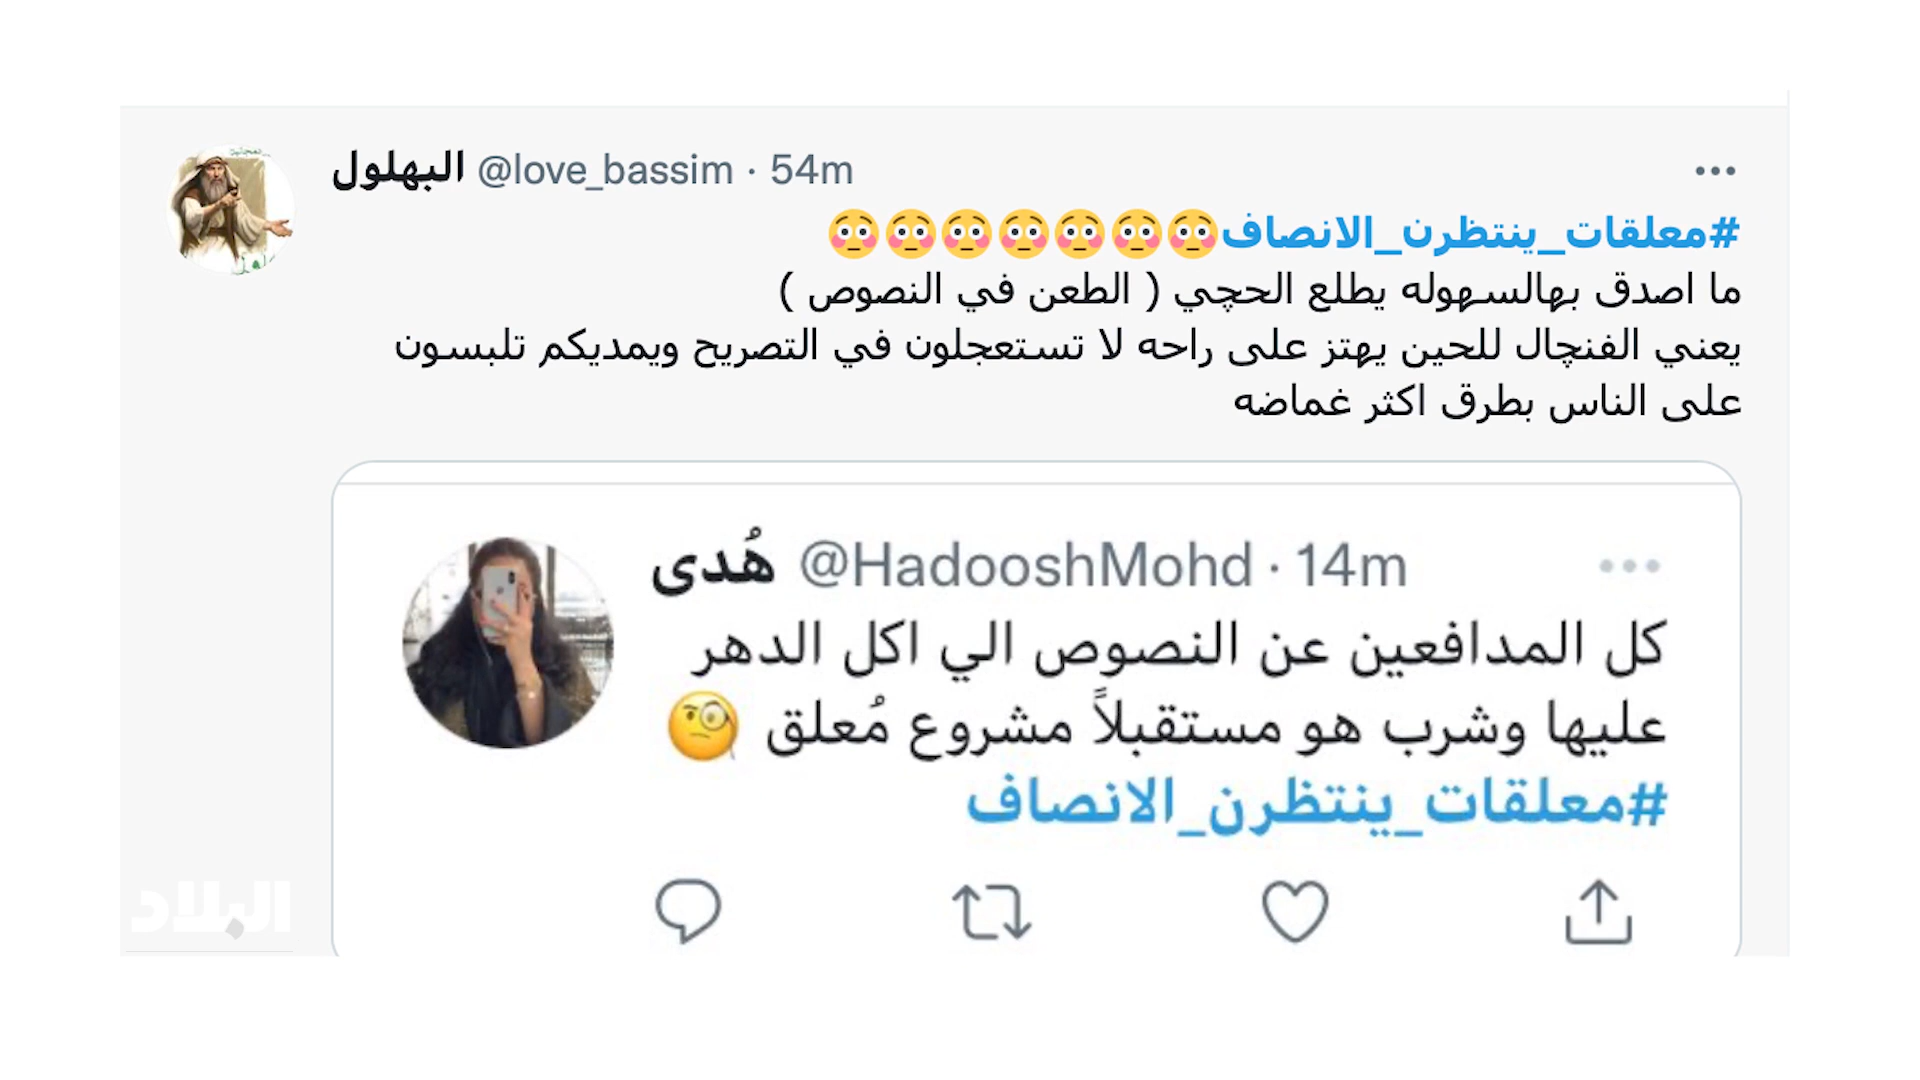 البهلول @love_bassim · 54m
#معلقات_ينتظرن_الانصاف😳😳😳😳😳😳😳
ما اصدق بهالسهوله يطلع الحچي ( الطعن في النصوص )
يعني الفنچال للحين يهتز على راحه لا تستعجلون في التصريح ويمديكم تلبسون
على الناس بطرق اكثر غماضه
هُدى @HadooshMohd · 14m
كل المدافعين عن النصوص الي اكل الدهر
عليها وشرب هو مستقبلاً مشروع مُعلق 🧐
#معلقات_ينتظرن_الانصاف
البلاد